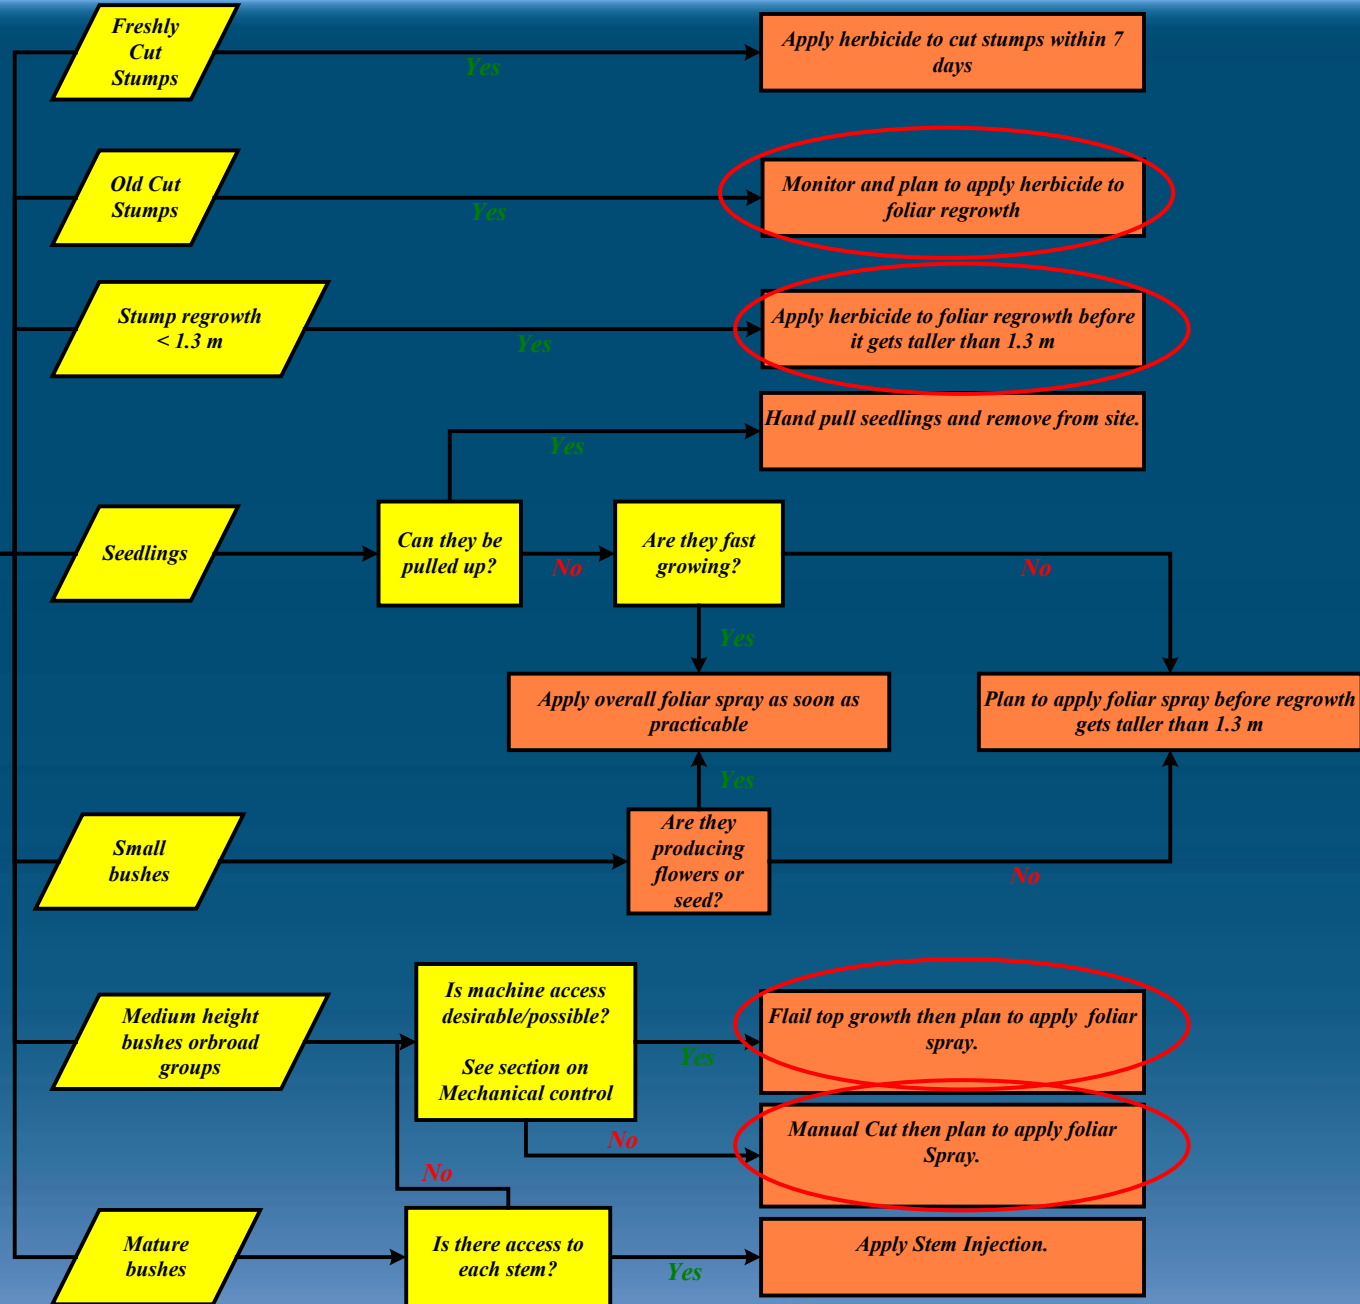 Freshly
Cut
Stumps
Yes
Apply herbicide to cut stumps within 7
days
Old Cut
Stumps
Yes
Monitor and plan to apply herbicide to
foliar regrowth
Stump regrowth
< 1.3 m
Yes
Apply herbicide to foliar regrowth before
it gets taller than 1.3 m
Hand pull seedlings and remove from site.
Yes
Seedlings
Can they be
pulled up?
No
Are they fast
growing?
No
Yes
Apply overall foliar spray as soon as
practicable
Plan to apply foliar spray before regrowth
gets taller than 1.3 m
Yes
Small
bushes
Are they
producing
flowers or
seed?
No
Medium height
bushes orbroad
groups
Is machine access
desirable/possible?
See section on
Mechanical control
Yes
Flail top growth then plan to apply foliar
spray.
No
Manual Cut then plan to apply foliar
Spray.
No
Mature
bushes
Is there access to
each stem?
Yes
Apply Stem Injection.